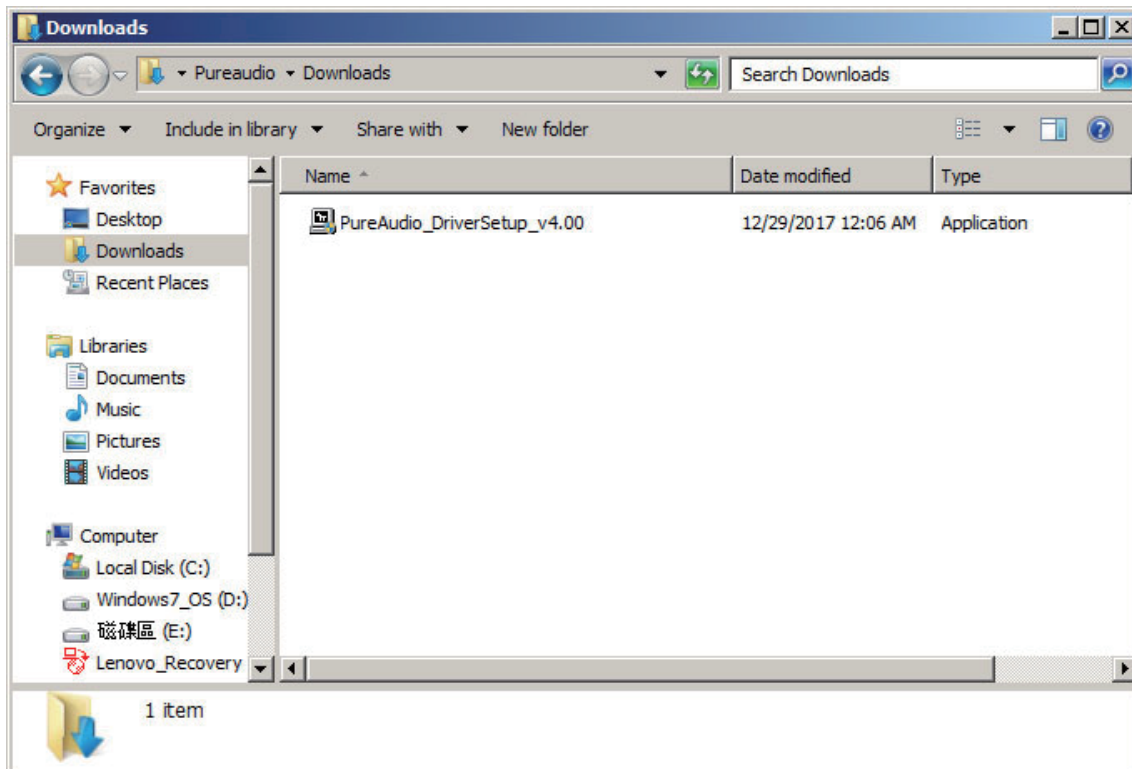 Downloads
Pureaudio Downloads
Search Downloads
Organize Include in library Share with New folder
Name Date modified Type
PureAudio_DriverSetup_v4.00 12/29/2017 12:06 AM Application
Favorites
Desktop
Downloads
Recent Places
Libraries
Documents
Music
Pictures
Videos
Computer
Local Disk (C:)
Windows7_OS (D:)
磁碟區 (E:)
Lenovo_Recovery
1 item